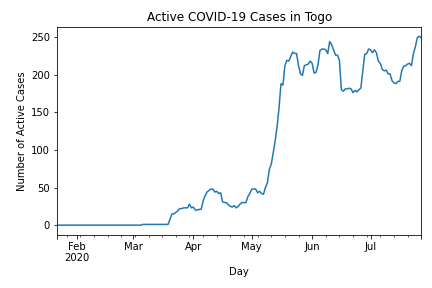 Active COVID-19 Cases in Togo
Number of Active Cases
250
200
150
100
50
0
Feb Mar Apr May Jun Jul
2020
Day